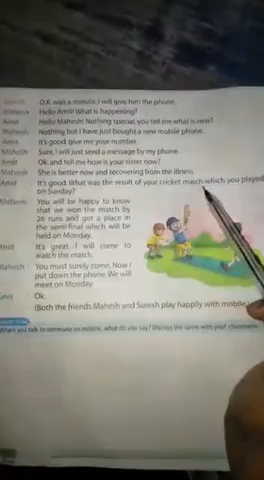 Suresh O.K. wait a minute. I will give him the phone.
Mahesh Hello Amit! What is happening?
Amit Hello Mahesh! Nothing special, you tell me what is new?
Mahesh Nothing but I have just bought a new mobile phone.
Amit It's good give me your number.
Mahesh Sure, I will just send a message by my phone.
Amit Ok, and tell me how is your sister now?
Mahesh She is better now and recovering from the illness.
Amit It's good. What was the result of your cricket match which you played
on Sunday?
Mahesh You will be happy to know
that we won the match by
26 runs and got a place in
the semi-final which will be
held on Monday.
Amit It's great. I will come to
watch the match.
Mahesh You must surely come. Now I
put down the phone. We will
meet on Monday
Amit Ok.
(Both the friends Mahesh and Suresh play happily with mobile.)
When you talk to someone on mobile, what do you say? Discuss the same with your classmates.